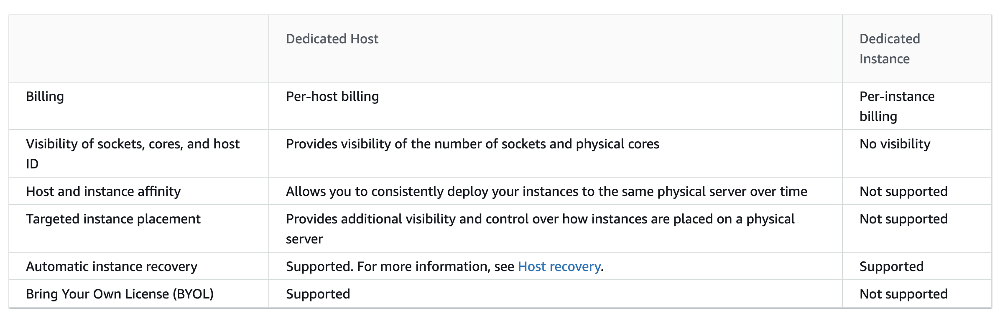 Dedicated Host
Dedicated
Instance
Billing
Per-host billing
Per-instance
billing
Visibility of sockets, cores, and host
ID
Provides visibility of the number of sockets and physical cores
No visibility
Host and instance affinity
Allows you to consistently deploy your instances to the same physical server over time
Not supported
Targeted instance placement
Provides additional visibility and control over how instances are placed on a physical
server
Not supported
Automatic instance recovery
Supported. For more information, see Host recovery.
Supported
Bring Your Own License (BYOL)
Supported
Not supported